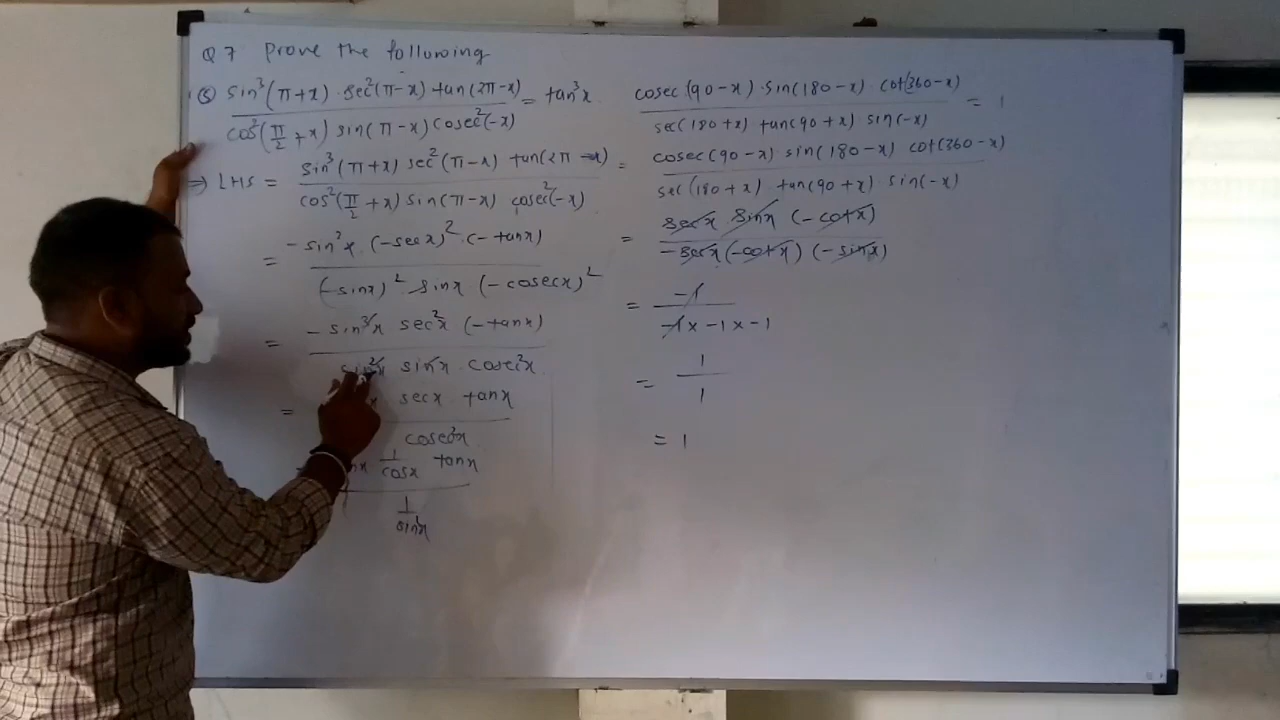 Q 7 Prove the following
(5) sin³(π+x) · sec²(π-x) tan(2π-x) / cos²(π/2 + x) sin(π-x) cosec²(-x) = tan³x
⇒ LHS = sin³(π+x) sec²(π-x) tan(2π-x) / cos²(π/2 + x) sin(π-x) cosec²(-x)
= -sin³x · (-secx)² · (-tanx) / (-sinx)² · sinx (-cosecx)²
= -sin³x sec²x (-tanx) / sin²x sinx cosec²x
= secx tanx / cosec²x
1/cosx tanx / 1/sin²x
cosec(90-x) · sin(180-x) cot(360-x) / sec(180+x) tan(90+x) sin(-x) = 1
= cosec(90-x) sin(180-x) cot(360-x) / sec(180+x) tan(90+x) sin(-x)
= secx sinx (-cotx) / -secx (-cotx) (-sinx)
= -1 / -1x -1x -1
= 1 / 1
= 1